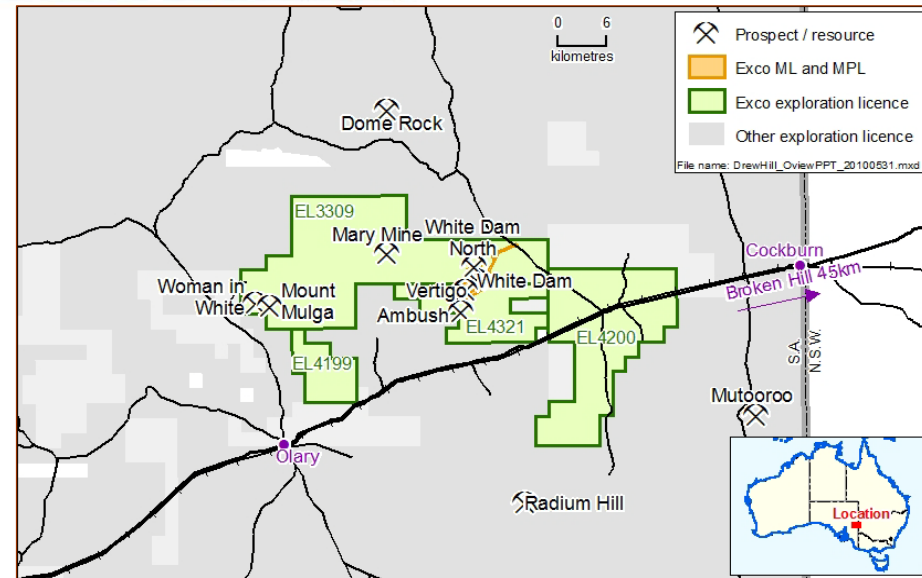 0 6
kilometres
Prospect / resource
Exco ML and MPL
Exco exploration licence
Other exploration licence
File name: DrewHill_OviewPPT_20100531.mxd
Dome Rock
EL3309
Mary Mine
White Dam
North
White Dam
Vertigo
Ambush
Woman in
White
Mount
Mulga
EL4321
EL4200
EL4199
Cockburn
Broken Hill 45km
S.A.
N.S.W.
Mutooroo
Olary
Radium Hill
Location